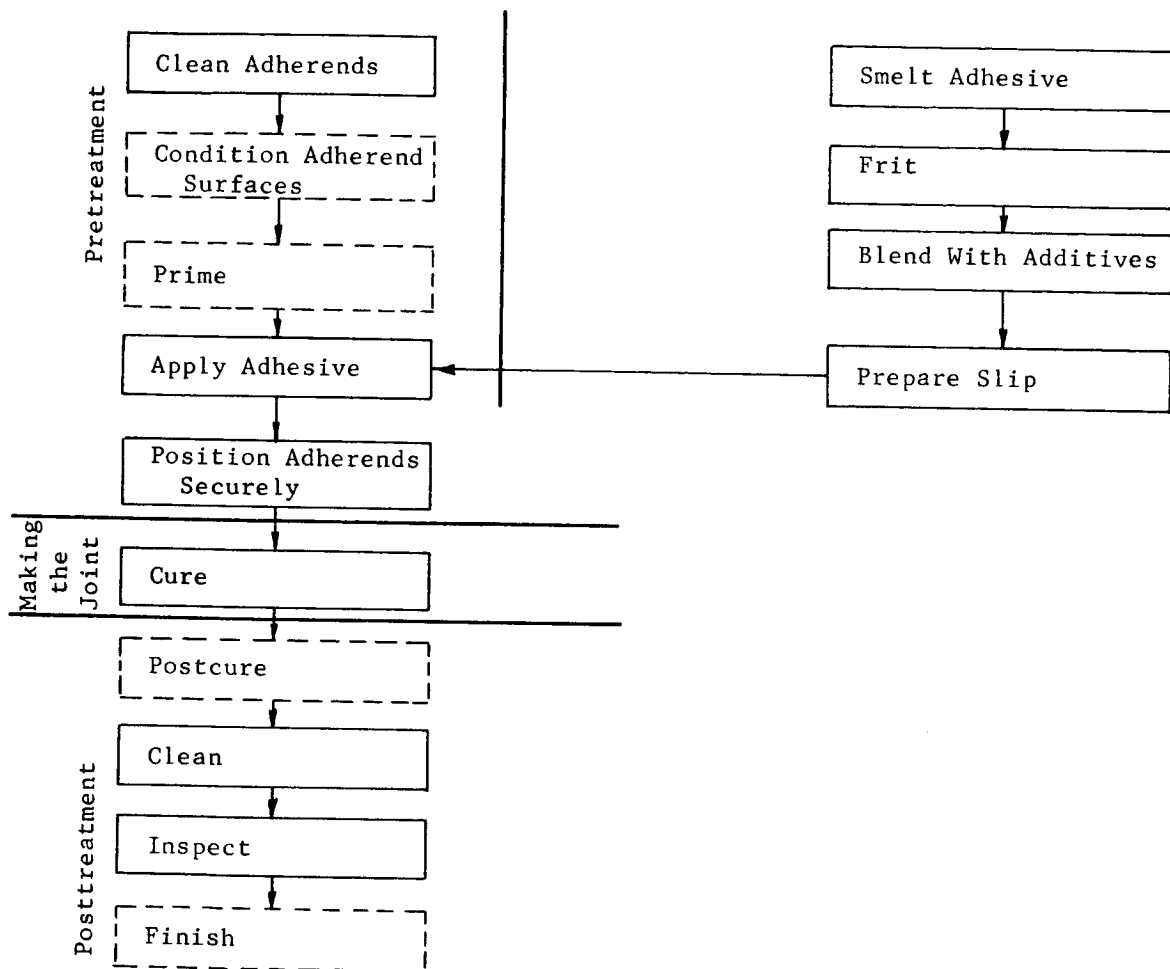 Pretreatment
Clean Adherends
Condition Adherend
Surfaces
Prime
Apply Adhesive
Position Adherends
Securely
Smelt Adhesive
Frit
Blend With Additives
Prepare Slip
Making
the
Joint
Cure
Posttreatment
Postcure
Clean
Inspect
Finish